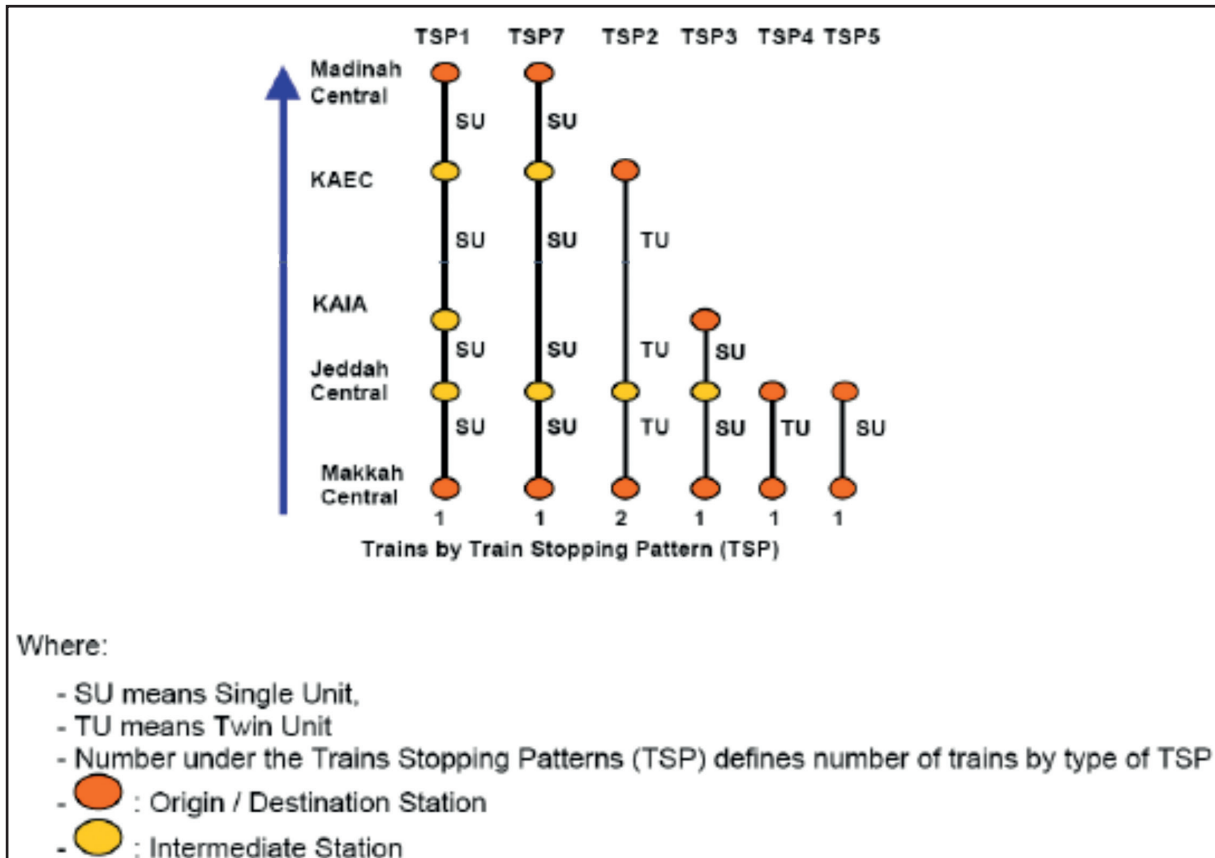 TSP1 TSP7 TSP2 TSP3 TSP4 TSP5
Madinah
Central
SU SU
KAEC
SU SU TU
KAIA
SU SU TU SU
Jeddah
Central
SU SU TU SU TU SU
Makkah
Central
1 1 2 1 1 1
Trains by Train Stopping Pattern (TSP)
Where:
- SU means Single Unit,
- TU means Twin Unit
- Number under the Trains Stopping Patterns (TSP) defines number of trains by type of TSP
- : Origin / Destination Station
- : Intermediate Station